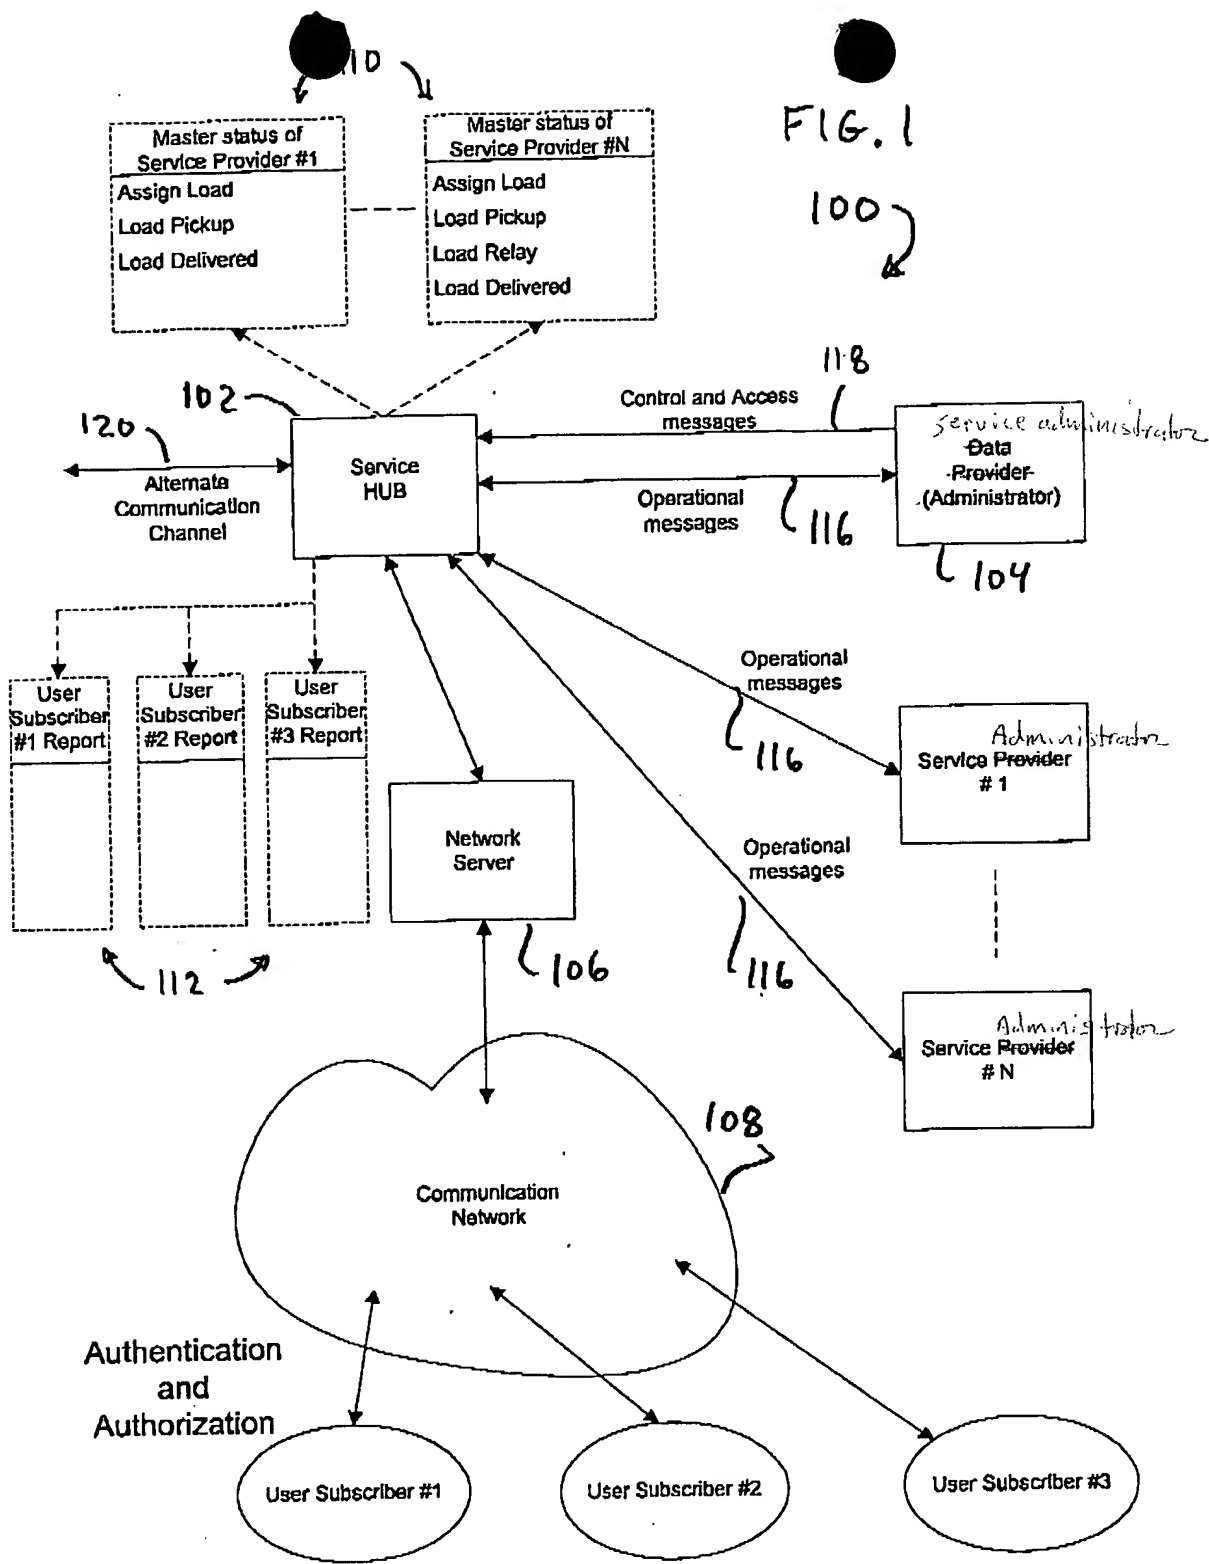 110
FIG. 1
100
Master status of
Service Provider #1
Assign Load
Load Pickup
Load Delivered
Master status of
Service Provider #N
Assign Load
Load Pickup
Load Relay
Load Delivered
102
120
Alternate
Communication
Channel
Service
HUB
Control and Access
messages
118
Operational
messages
116
service administrator
Data
Provider
(Administrator)
104
User
Subscriber
#1 Report
User
Subscriber
#2 Report
User
Subscriber
#3 Report
112
Network
Server
106
Operational
messages
116
Administrator
Service Provider
# 1
Operational
messages
116
Administrator
Service Provider
# N
108
Communication
Network
Authentication
and
Authorization
User Subscriber #1
User Subscriber #2
User Subscriber #3